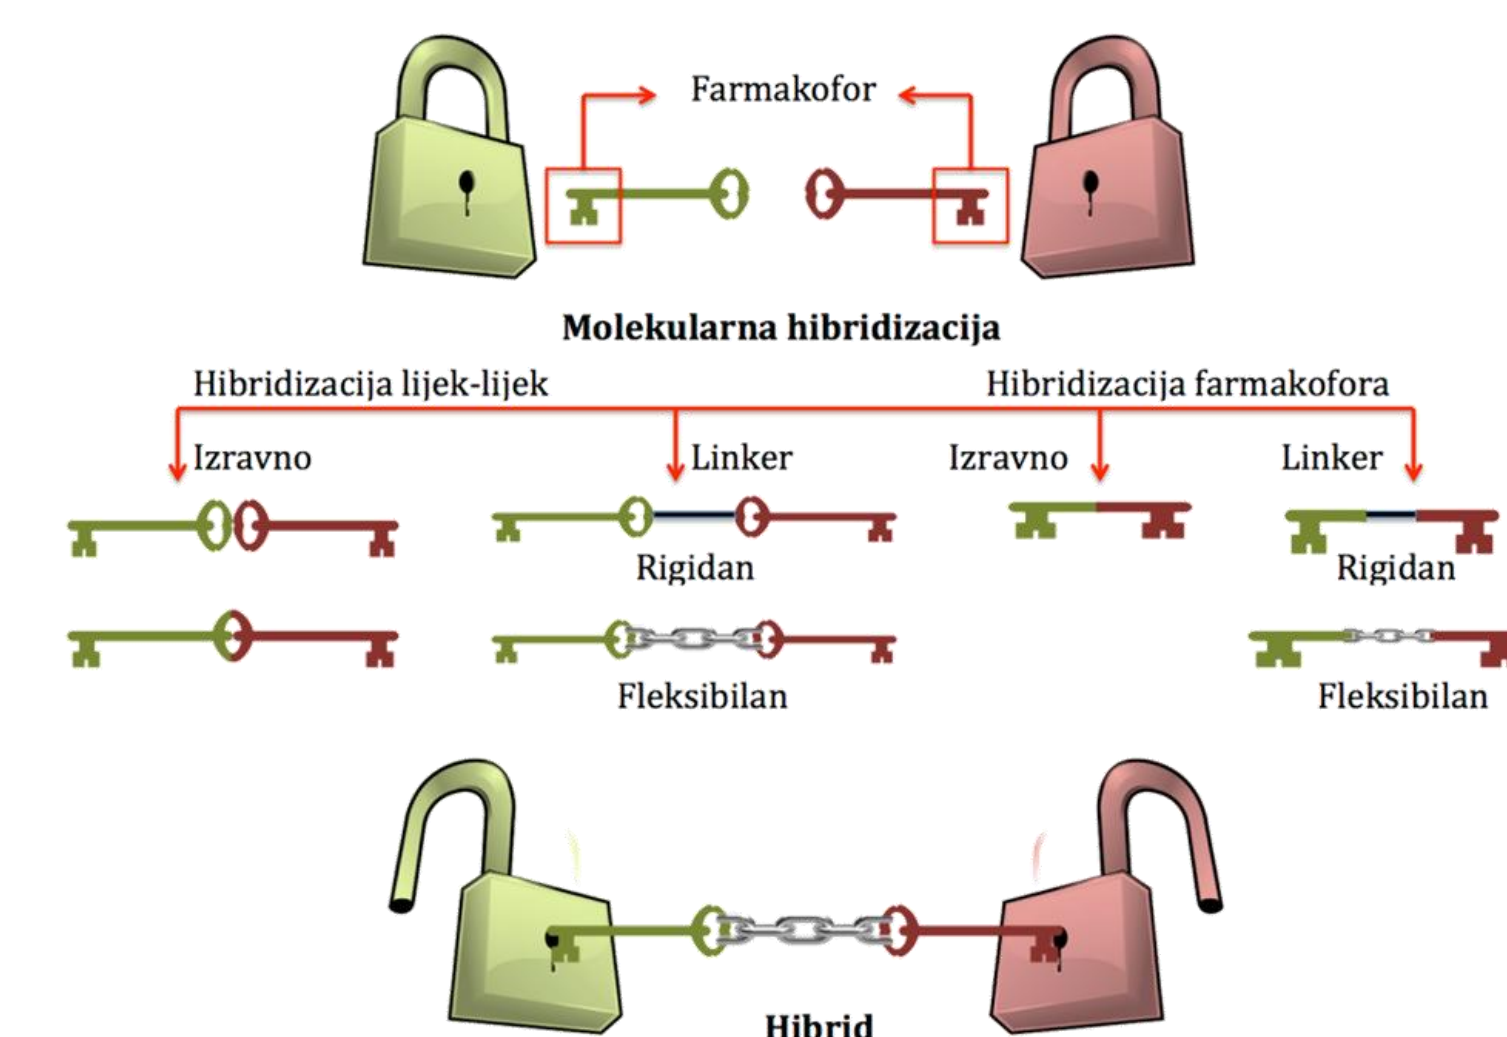 Farmakofor
Molekularna hibridizacija
Hibridizacija lijek-lijek
Hibridizacija farmakofora
Izravno
Linker
Izravno
Linker
Rigidan
Rigidan
Fleksibilan
Fleksibilan
Hibrid